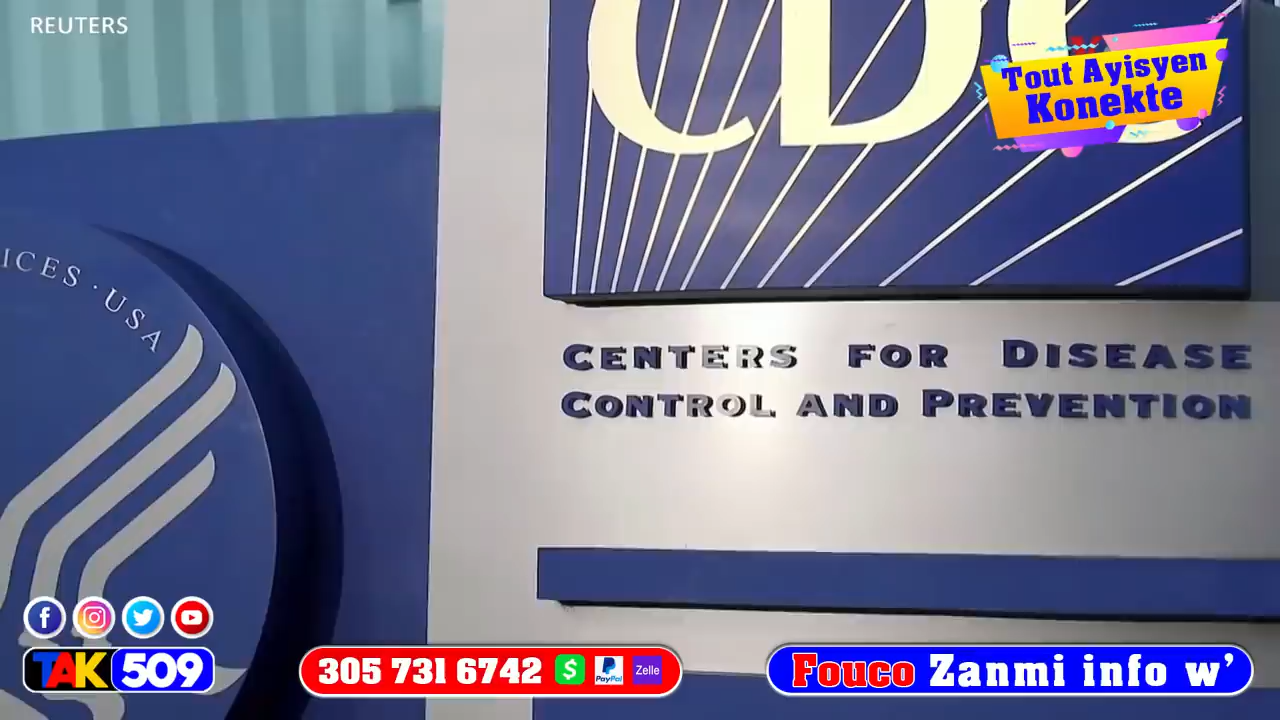 REUTERS
CDC
Tout Ayisyen
Konekte
ICES · USA
CENTERS FOR DISEASE
CONTROL AND PREVENTION
TAK 509
305 731 6742
$
PayPal
Zelle
Fouco Zanmi info w'